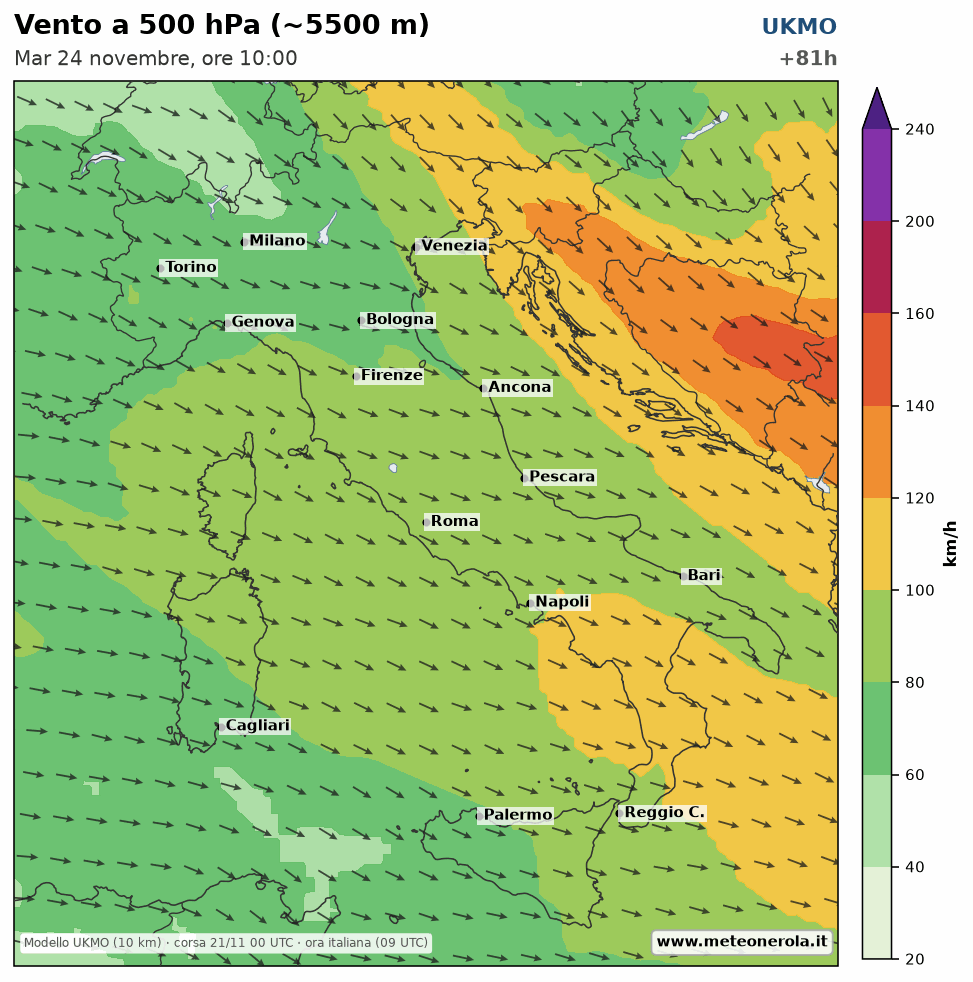 Vento a 500 hPa (~5500 m)
UKMO
Mar 24 novembre, ore 10:00
+81h
Milano
Venezia
Torino
Genova
Bologna
Firenze
Ancona
Pescara
Roma
Bari
Napoli
Cagliari
Palermo
Reggio C.
240
200
160
140
120
100
80
60
40
20
km/h
Modello UKMO (10 km) · corsa 21/11 00 UTC · ora italiana (09 UTC)
www.meteonerola.it